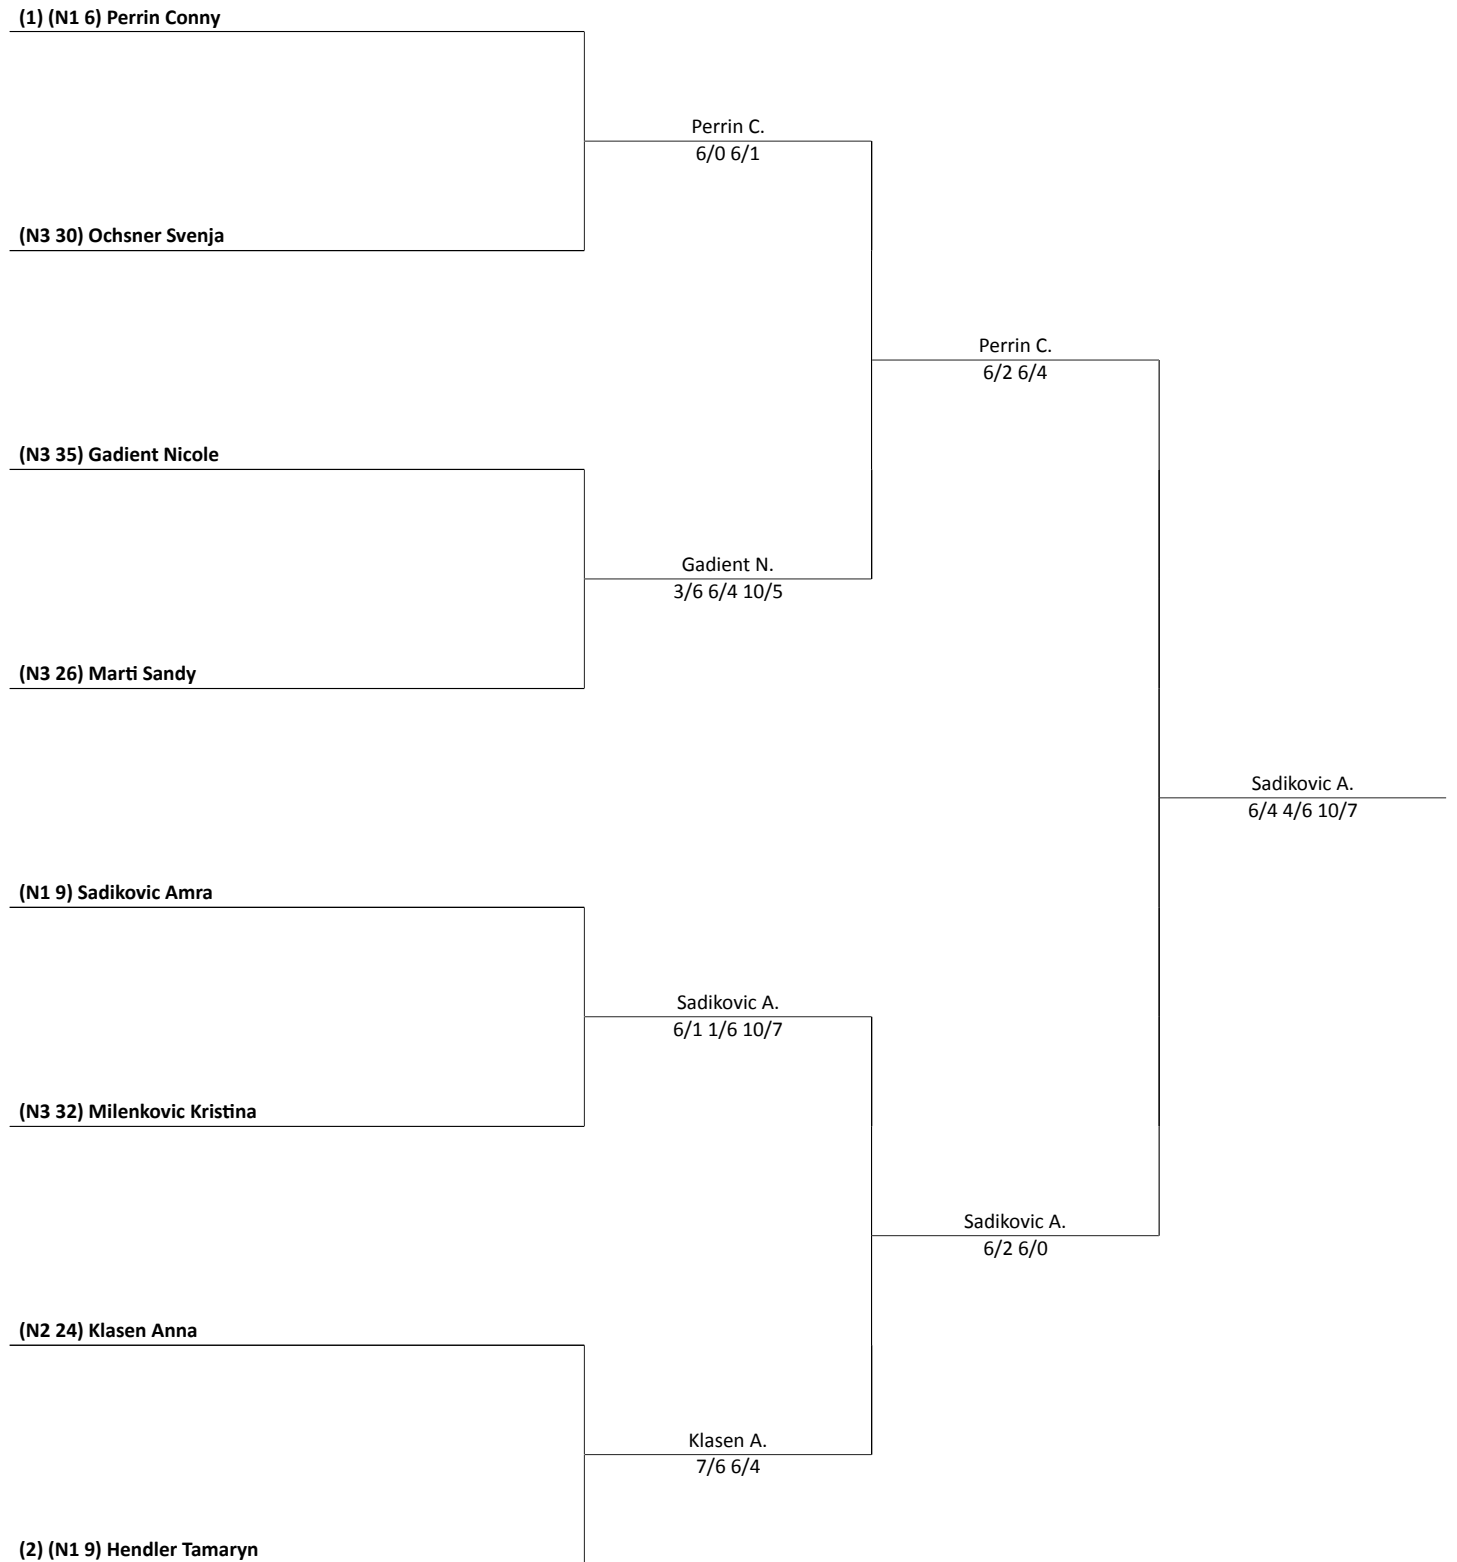 (1) (N1 6) Perrin Conny
Perrin C.
6/0 6/1
(N3 30) Ochsner Svenja
Perrin C.
6/2 6/4
(N3 35) Gadient Nicole
Gadient N.
3/6 6/4 10/5
(N3 26) Marti Sandy
Sadikovic A.
6/4 4/6 10/7
(N1 9) Sadikovic Amra
Sadikovic A.
6/1 1/6 10/7
(N3 32) Milenkovic Kristina
Sadikovic A.
6/2 6/0
(N2 24) Klasen Anna
Klasen A.
7/6 6/4
(2) (N1 9) Hendler Tamaryn